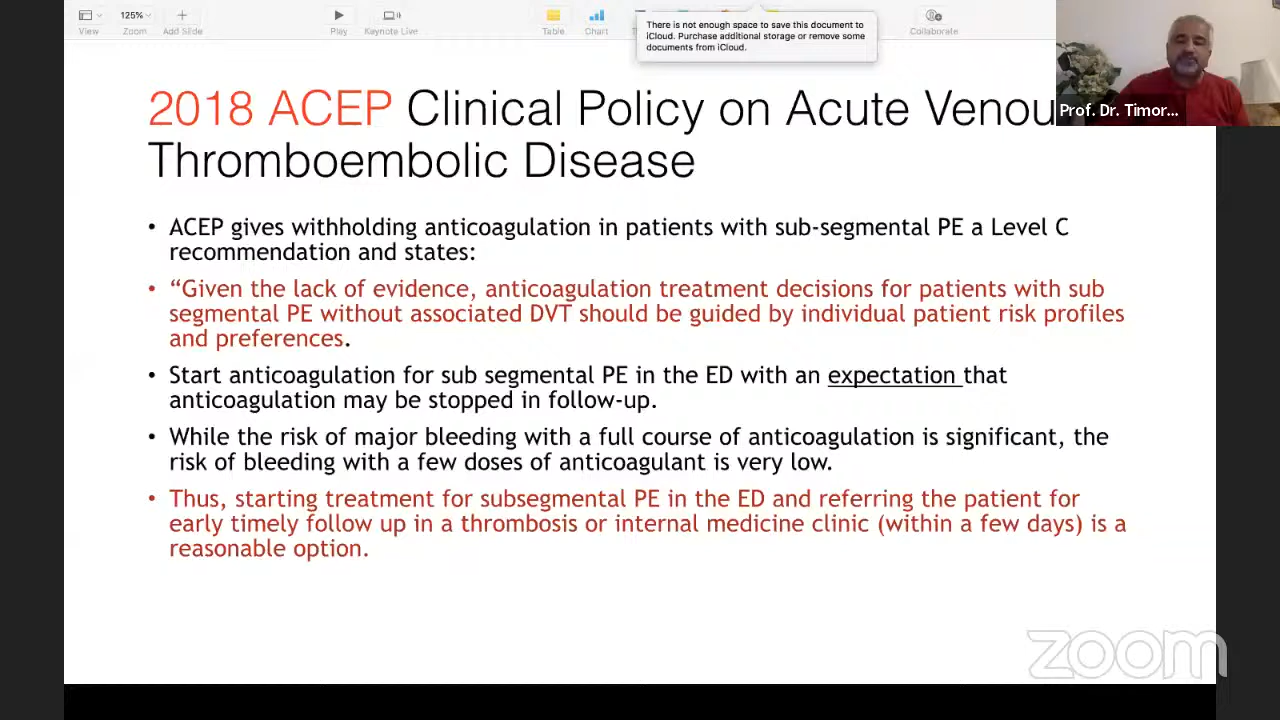 125%
View
Zoom
Add Slide
Play
Keynote Live
Table
Chart
Collaborate
There is not enough space to save this document to
iCloud. Purchase additional storage or remove some
documents from iCloud.
Prof. Dr. Timor...
2018 ACEP Clinical Policy on Acute Venou
Thromboembolic Disease
• ACEP gives withholding anticoagulation in patients with sub-segmental PE a Level C
recommendation and states:
• “Given the lack of evidence, anticoagulation treatment decisions for patients with sub
segmental PE without associated DVT should be guided by individual patient risk profiles
and preferences.
• Start anticoagulation for sub segmental PE in the ED with an expectation that
anticoagulation may be stopped in follow-up.
• While the risk of major bleeding with a full course of anticoagulation is significant, the
risk of bleeding with a few doses of anticoagulant is very low.
• Thus, starting treatment for subsegmental PE in the ED and referring the patient for
early timely follow up in a thrombosis or internal medicine clinic (within a few days) is a
reasonable option.
zoom